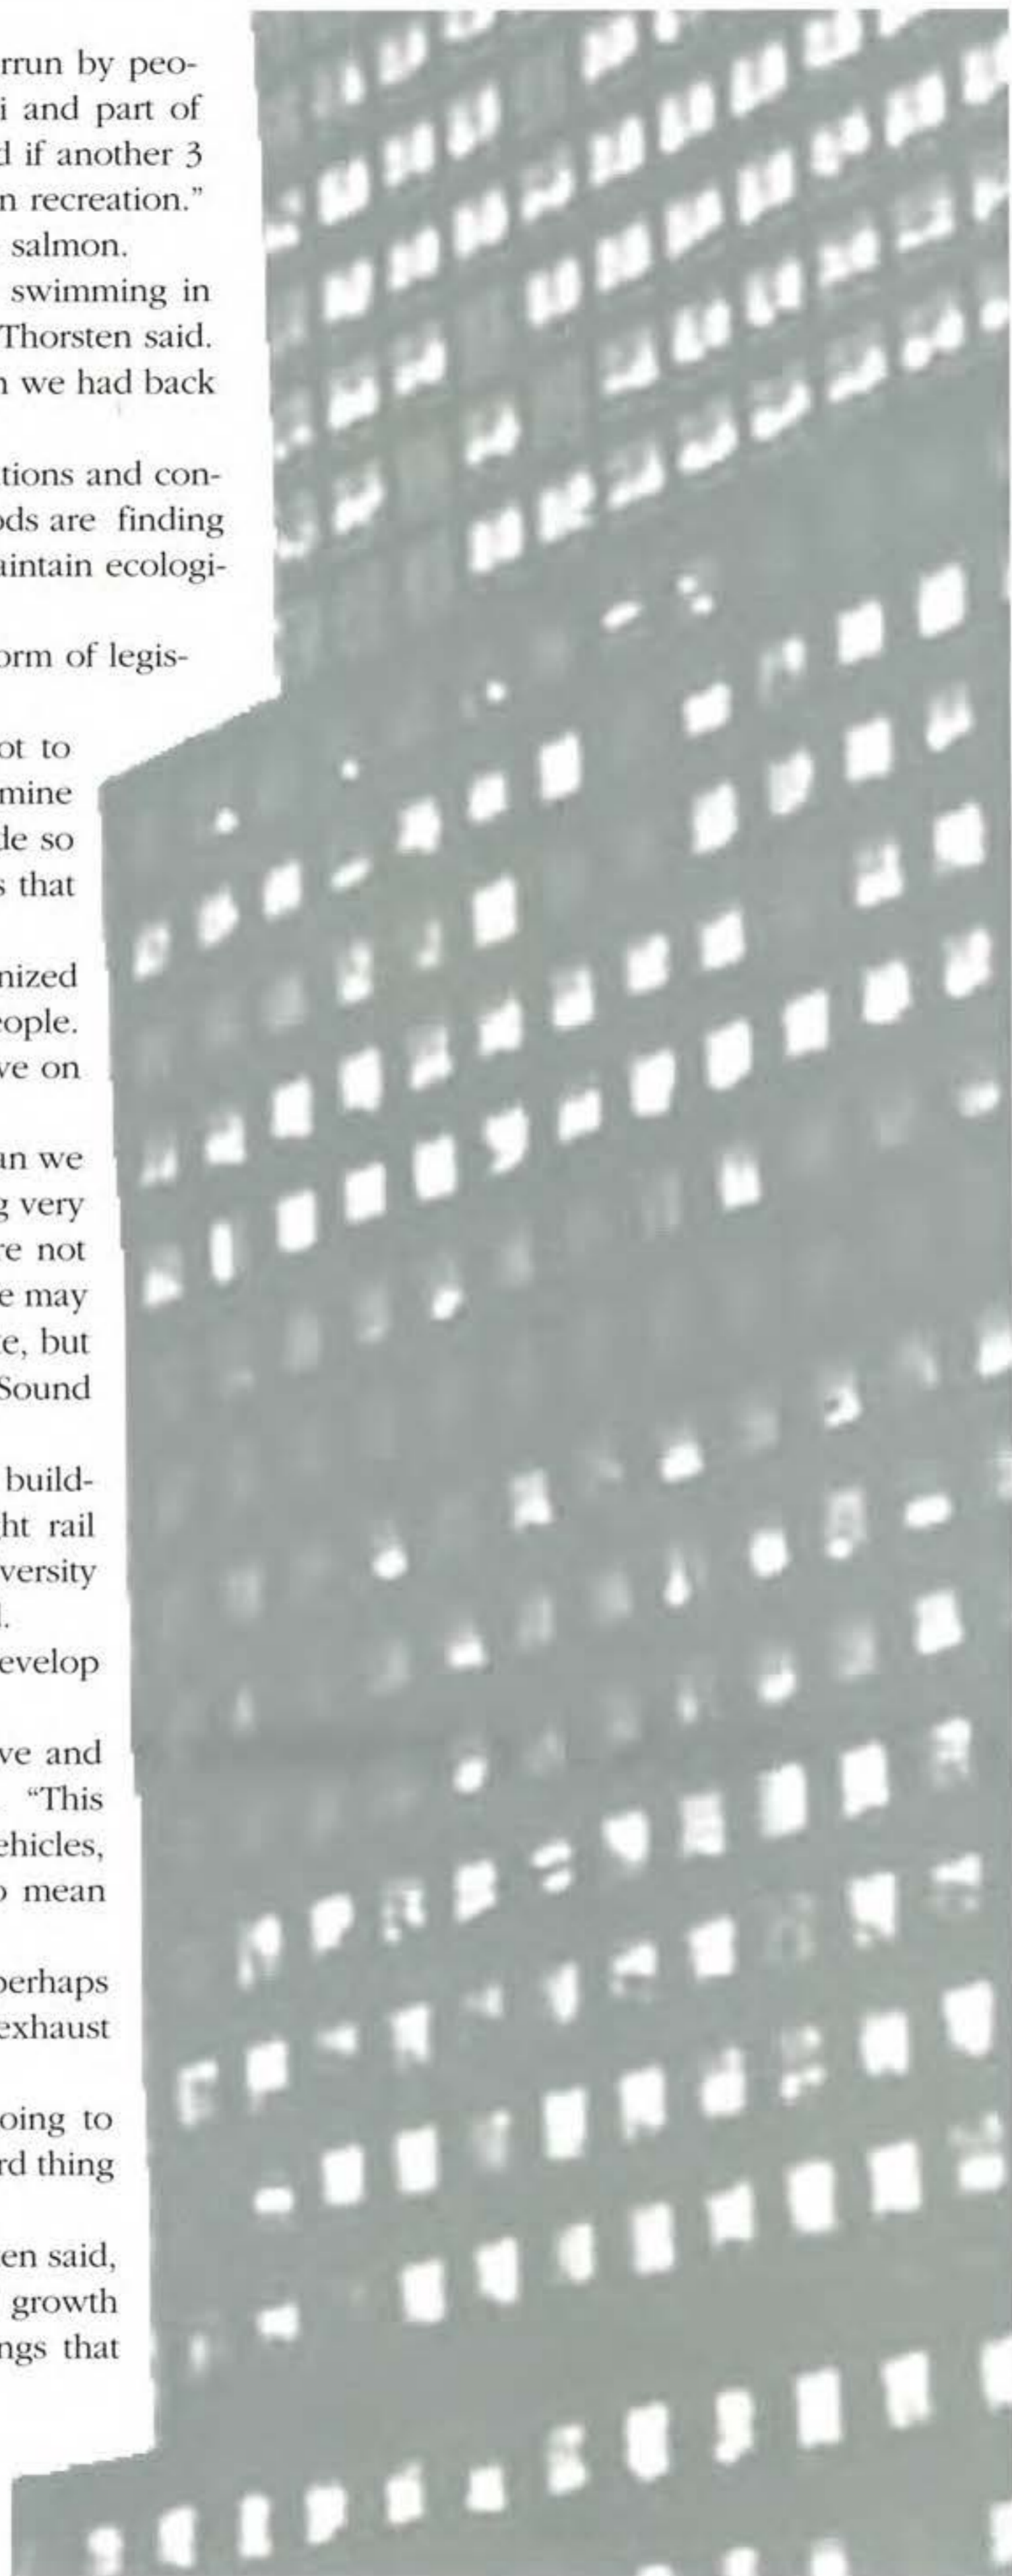 rrun by peo-
i and part of
d if another 3
n recreation.”
salmon.
swimming in
Thorsten said.
n we had back
tions and con-
ods are finding
aintain ecologi-
orm of legis-
ot to
mine
de so
s that
nized
eople.
ve on
an we
g very
re not
e may
te, but
Sound
build-
ht rail
versity
l.
evelop
ve and
“This
ehicles,
o mean
perhaps
exhaust
oing to
rd thing
en said,
growth
ngs that